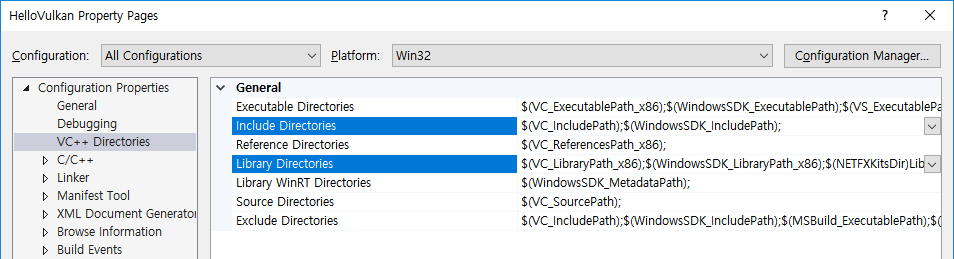 HelloVulkan Property Pages
Configuration: All Configurations Platform: Win32 Configuration Manager...
Configuration Properties
General
Debugging
VC++ Directories
C/C++
Linker
Manifest Tool
XML Document Generator
Browse Information
Build Events
General
Executable Directories $(VC_ExecutablePath_x86);$(WindowsSDK_ExecutablePath);$(VS_ExecutablePa
Include Directories $(VC_IncludePath);$(WindowsSDK_IncludePath);
Reference Directories $(VC_ReferencesPath_x86);
Library Directories $(VC_LibraryPath_x86);$(WindowsSDK_LibraryPath_x86);$(NETFXKitsDir)Lib
Library WinRT Directories $(WindowsSDK_MetadataPath);
Source Directories $(VC_SourcePath);
Exclude Directories $(VC_IncludePath);$(WindowsSDK_IncludePath);$(MSBuild_ExecutablePath);$(